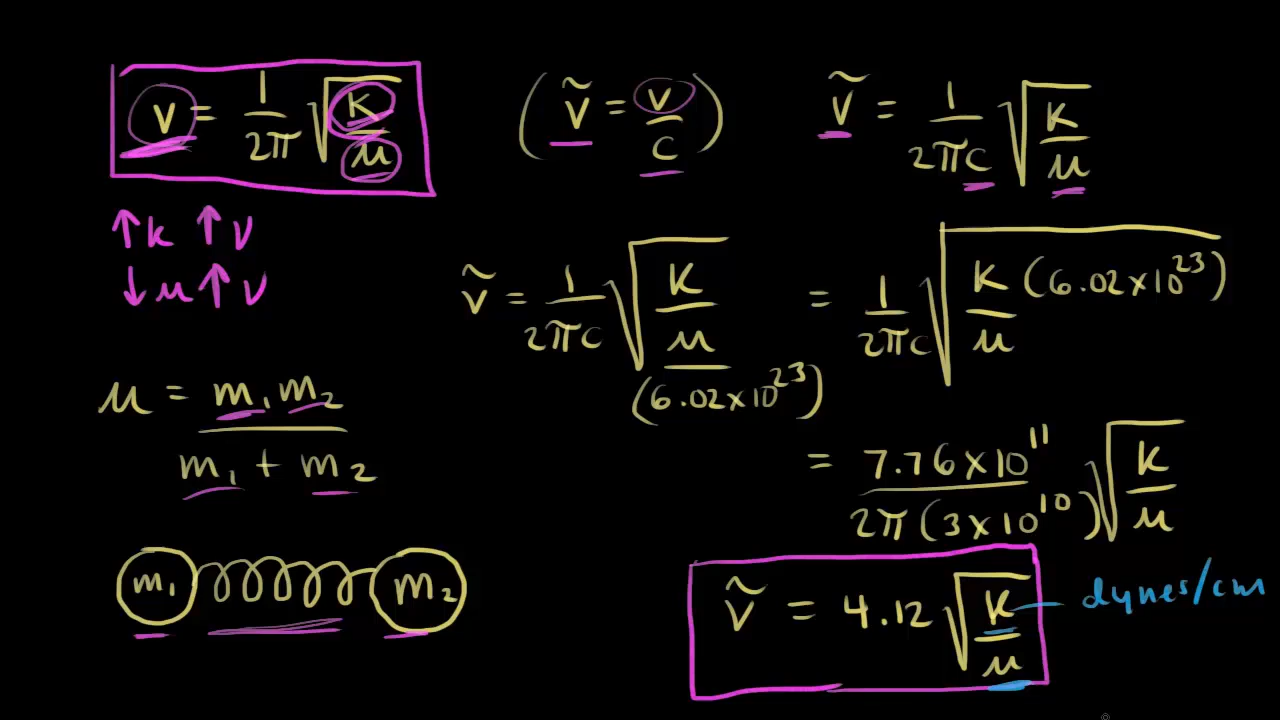 ν = 1/2π √(k/μ)
(ν̃ = ν/c)
ν̃ = 1/2πc √(k/μ)
↑k ↑ν
↓μ ↑ν
ν̃ = 1/2πc √(k/(μ/(6.02×10²³)))
= 1/2πc √(k(6.02×10²³)/μ)
μ = m₁m₂/(m₁ + m₂)
= 7.76×10¹¹/2π(3×10¹⁰) √(k/μ)
m₁ m₂
ν̃ = 4.12 √(k/μ)
dynes/cm